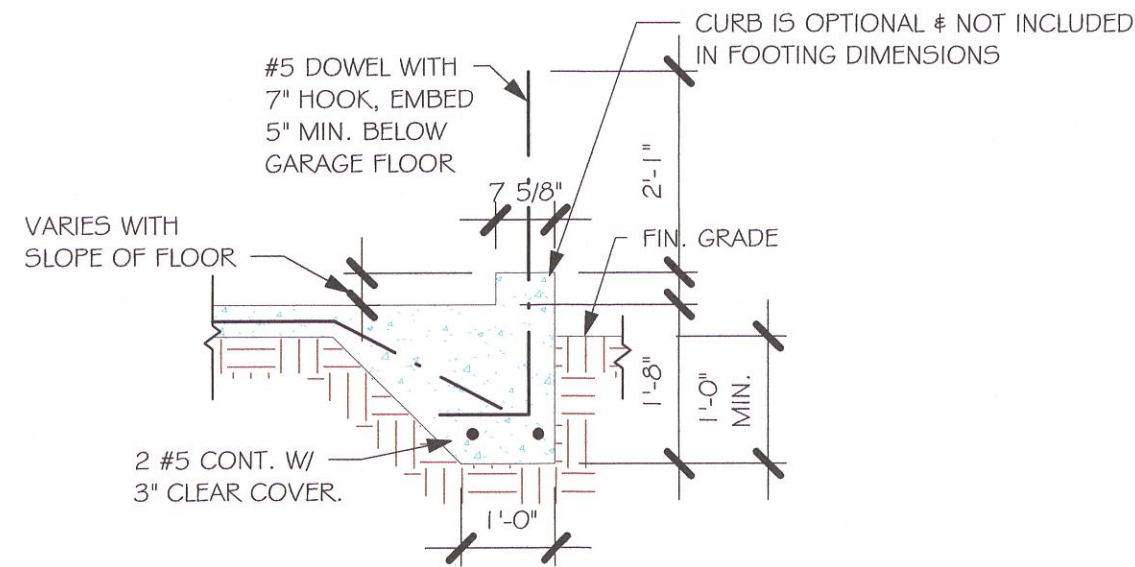 CURB IS OPTIONAL & NOT INCLUDED
IN FOOTING DIMENSIONS
#5 DOWEL WITH
7" HOOK, EMBED
5" MIN. BELOW
GARAGE FLOOR
2'-1"
7 5/8"
VARIES WITH
SLOPE OF FLOOR
FIN. GRADE
1'-8"
1'-0"
MIN.
2 #5 CONT. W/
3" CLEAR COVER.
1'-0"